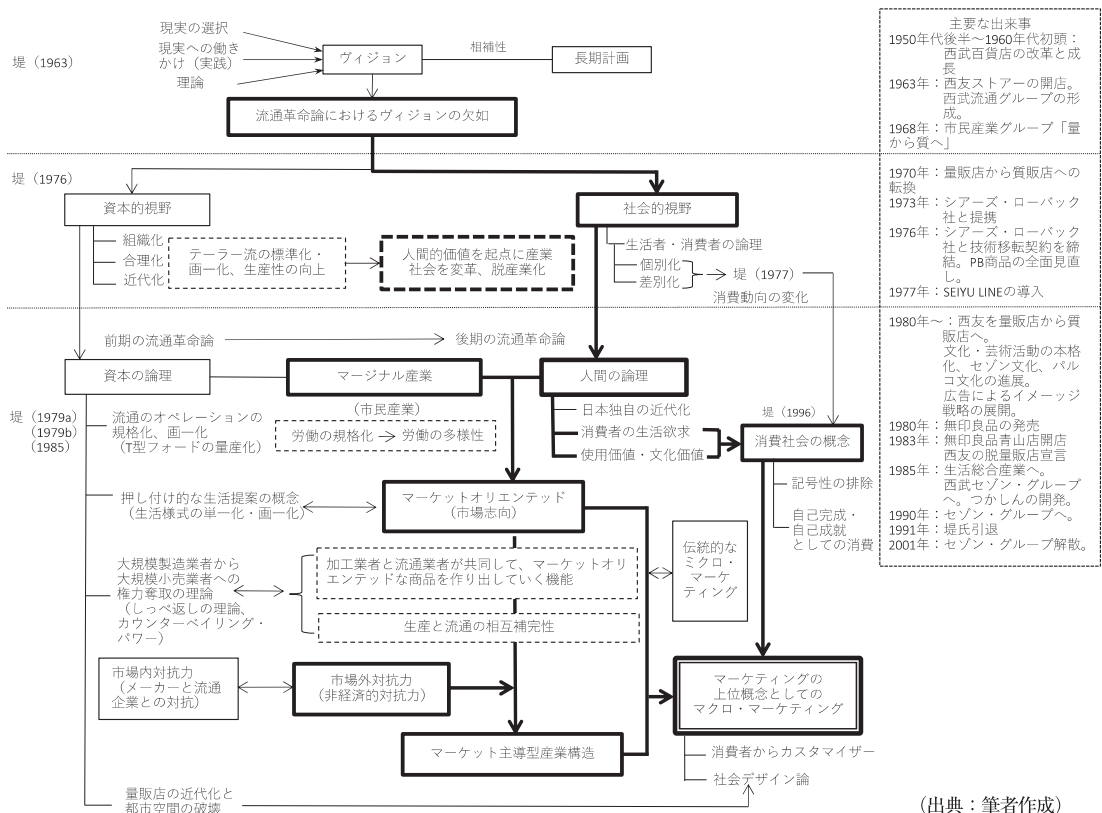 現実の選択
現実への働き
かけ（実践）
理論
堤（1963）
ヴィジョン
相補性
長期計画
流通革命論におけるヴィジョンの欠如
堤（1976）
資本的視野
組織化
合理化
近代化
テーラー流の標準化・
画一化、生産性の向上
人間的価値を起点に産業
社会を変革、脱産業化
社会的視野
生活者・消費者の論理
個別化
差別化
堤（1977）
消費動向の変化
前期の流通革命論
後期の流通革命論
資本の論理
マージナル産業
（市民産業）
人間の論理
堤（1979a）
（1979b）
（1985）
流通のオペレーションの
規格化、画一化
（T型フォードの量産化）
労働の規格化
労働の多様性
日本独自の近代化
消費者の生活欲求
使用価値・文化価値
堤（1996）
消費社会の概念
記号性の排除
自己完成・
自己成就
としての消費
押し付け的な生活提案の概念
（生活様式の単一化・画一化）
マーケットオリエンテッド
（市場志向）
大規模製造業者から
大規模小売業者への
権力奪取の理論
（しっぺ返しの理論、
カウンターベイリング・
パワー）
加工業者と流通業者が共同して、マーケットオリ
エンテッドな商品を作り出していく機能
生産と流通の相互補完性
伝統的な
ミクロ・
マーケ
ティング
市場内対抗力
（メーカーと流通
企業との対抗）
市場外対抗力
（非経済的対抗力）
マーケット主導型産業構造
マーケティングの
上位概念としての
マクロ・マーケティング
消費者からカスタマイザー
社会デザイン論
量販店の近代化と
都市空間の破壊
主要な出来事
1950年代後半～1960年代初頭：
西武百貨店の改革と成
長
1963年：西友ストアーの開店。
西武流通グループの形
成。
1968年：市民産業グループ「量
から質へ」
1970年：量販店から質販店への
転換
1973年：シアーズ・ローバック
社と提携
1976年：シアーズ・ローバック
社と技術移転契約を締
結。PB商品の全面見直
し。
1977年：SEIYU LINEの導入
1980年～：西友を量販店から質
販店へ。
文化・芸術活動の本格
化、セゾン文化、パル
コ文化の進展。
広告によるイメージ
戦略の展開。
1980年：無印良品の発売
1983年：無印良品青山店開店
西友の脱量販店宣言
1985年：生活総合産業へ。
西武セゾン・グループ
へ。つかしんの開発。
1990年：セゾン・グループへ。
1991年：堤氏引退
2001年：セゾン・グループ解散。
（出典：筆者作成）